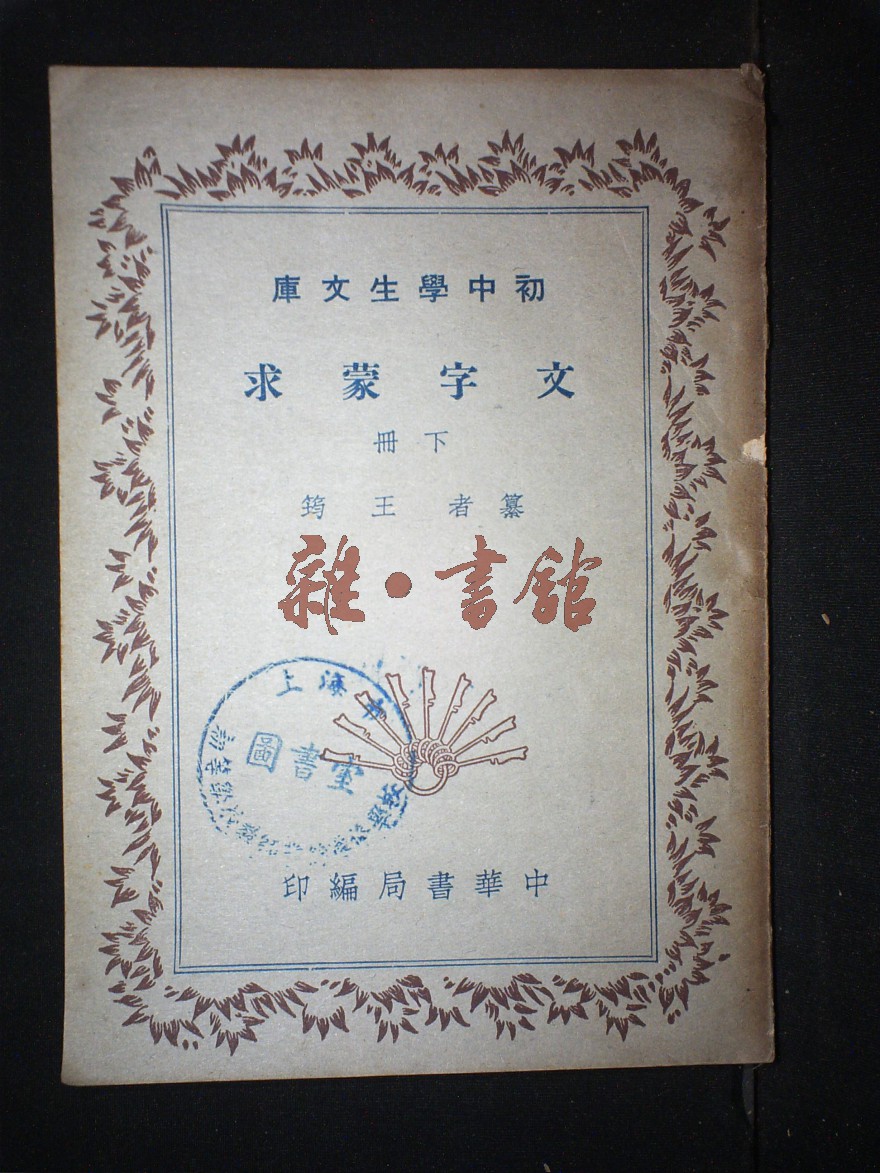 初中學生文庫
文字蒙求
下冊
纂者 王筠
雜·書館
上海市
圖書室
中華書局編印